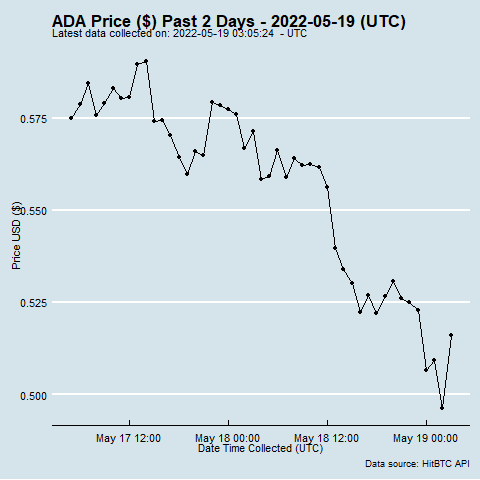 ADA Price ($) Past 2 Days - 2022-05-19 (UTC)
Latest data collected on: 2022-05-19 03:05:24 - UTC
Price USD ($)
0.575
0.550
0.525
0.500
May 17 12:00
May 18 00:00
May 18 12:00
May 19 00:00
Date Time Collected (UTC)
Data source: HitBTC API